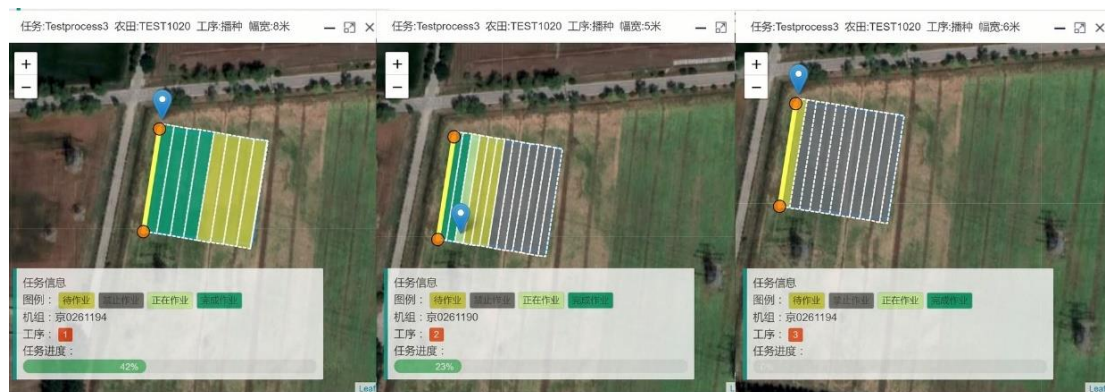 任务:Testprocess3 农田:TEST1020 工序:播种 幅宽:8米
+
−
任务信息
图例： 待作业 禁止作业 正在作业 完成作业
机组：京0261194
工序： 1
任务进度：
42%
Leaf
任务:Testprocess3 农田:TEST1020 工序:播种 幅宽:5米
+
−
任务信息
图例： 待作业 禁止作业 正在作业 完成作业
机组：京0261190
工序： 2
任务进度：
23%
L
任务:Testprocess3 农田:TEST1020 工序:播种 幅宽:6米
+
−
任务信息
图例： 待作业 禁止作业 正在作业 完成作业
机组：京0261194
工序： 3
任务进度：
Leaf